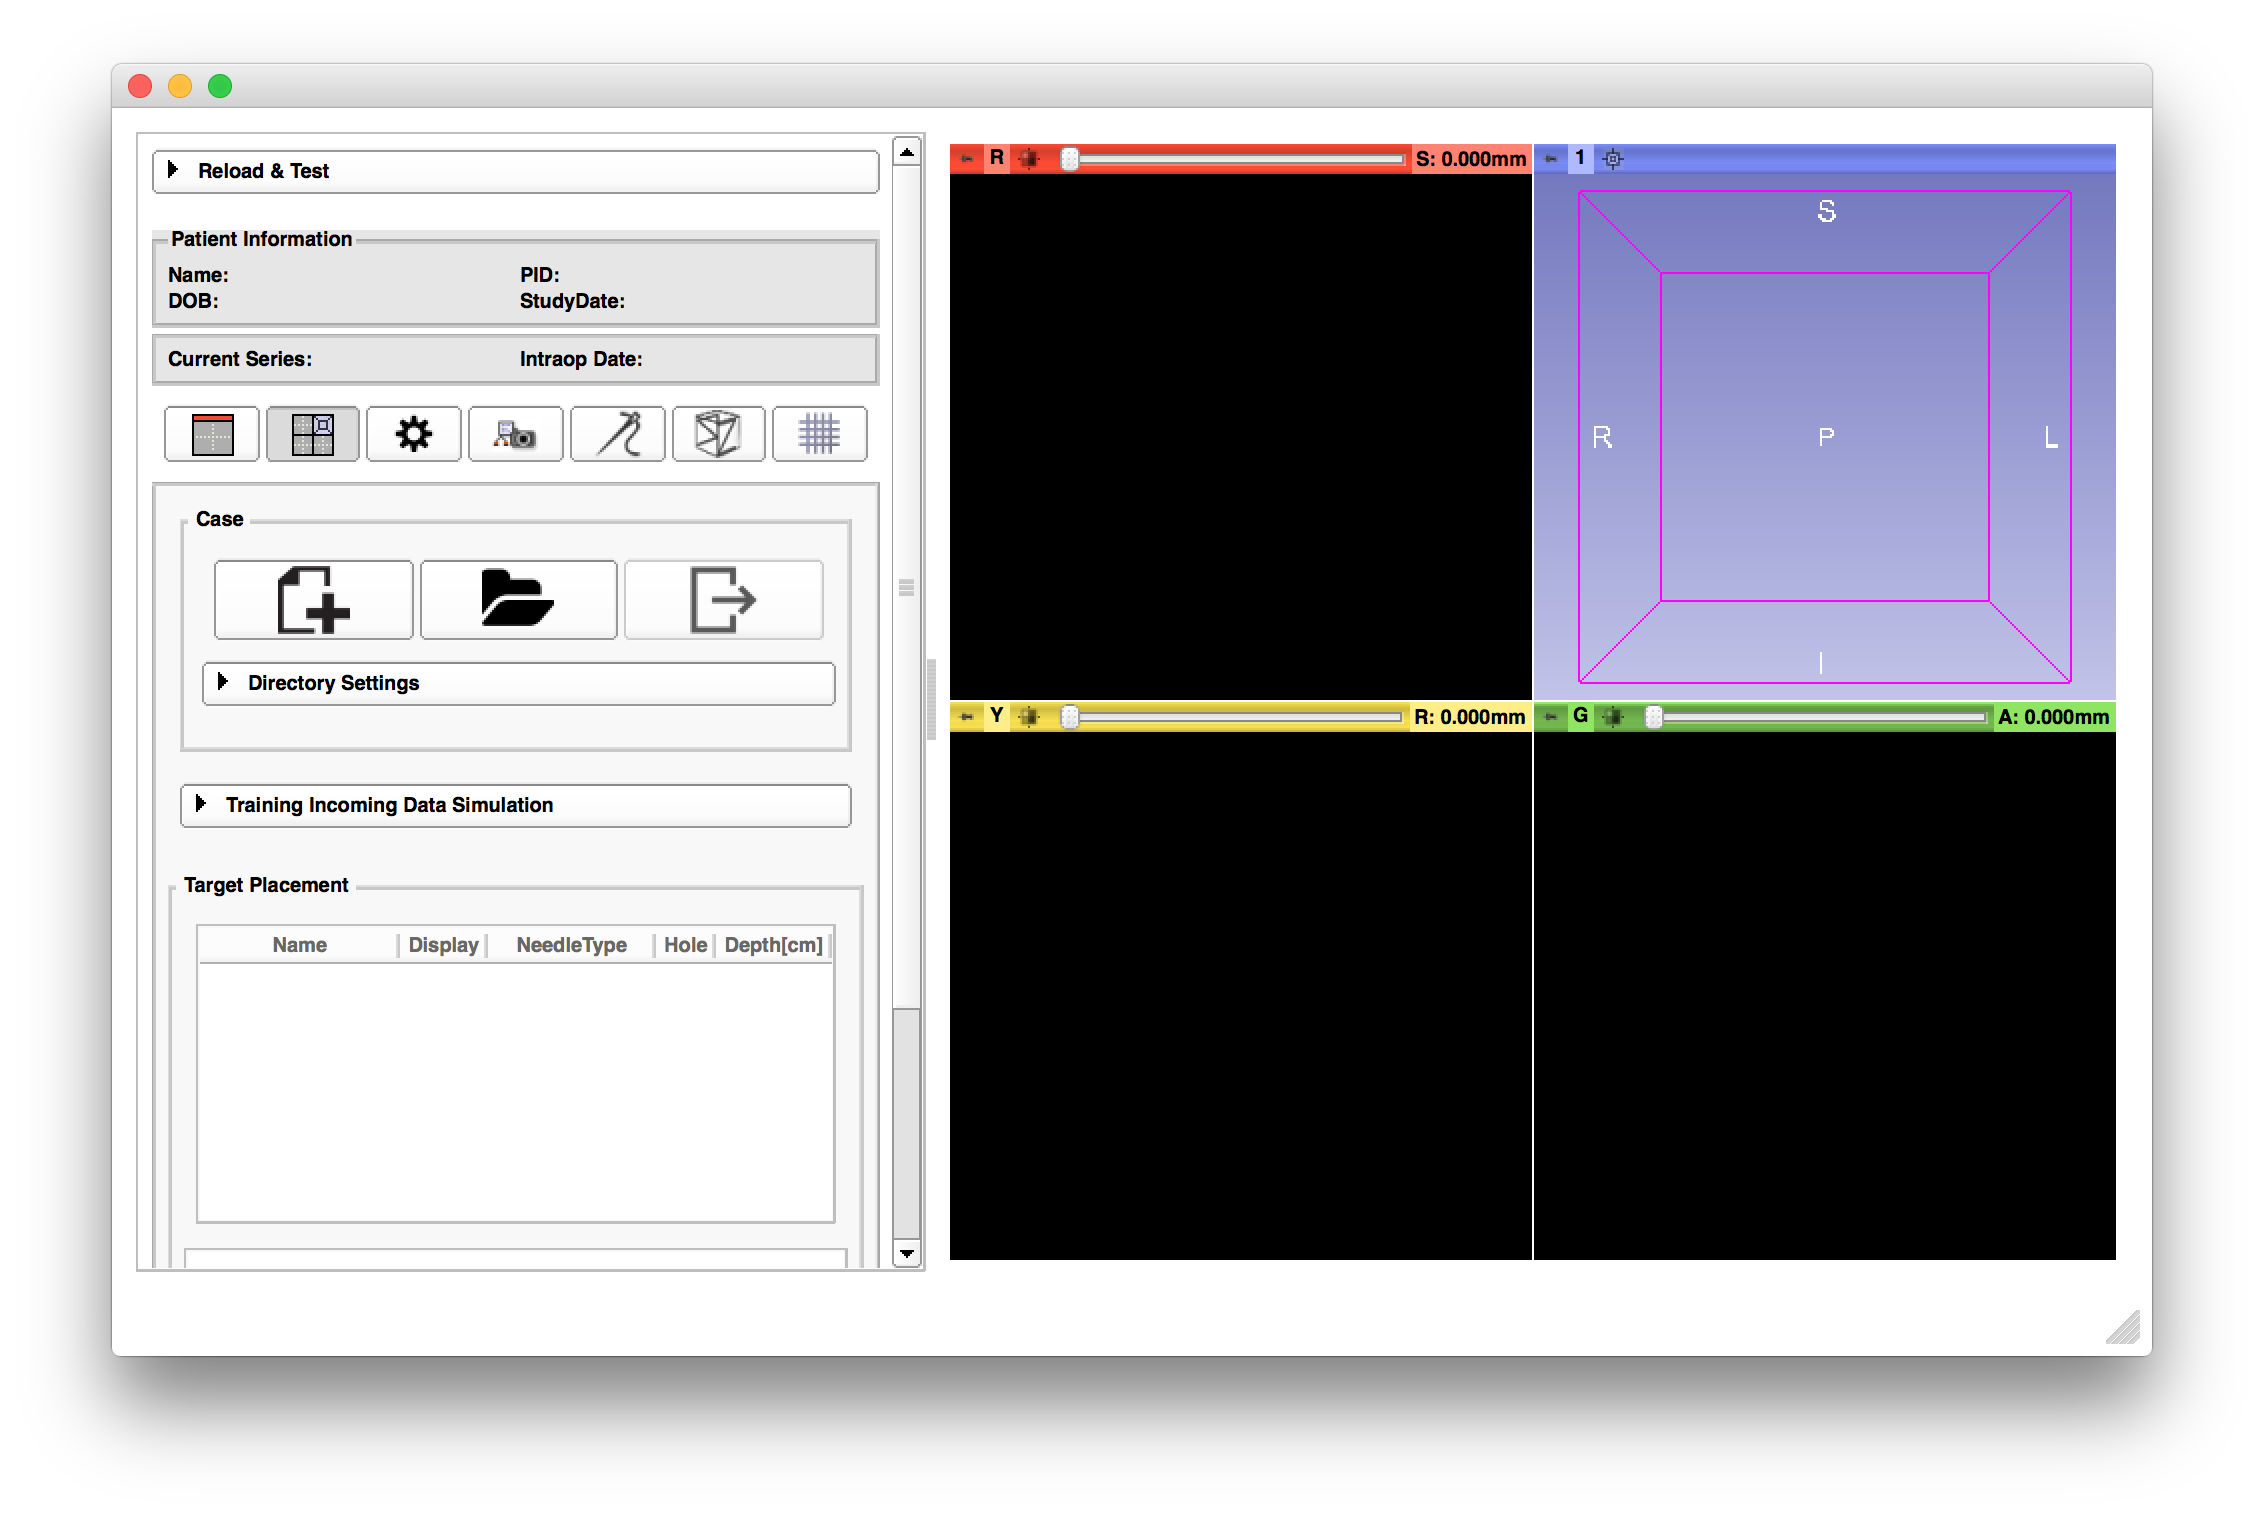 Reload & Test
Patient Information
Name: PID:
DOB: StudyDate:
Current Series: Intraop Date:
Case
Directory Settings
Training Incoming Data Simulation
Target Placement
Name Display NeedleType Hole Depth[cm]
R S: 0.000mm
1
S
R P L
I
Y R: 0.000mm
G A: 0.000mm